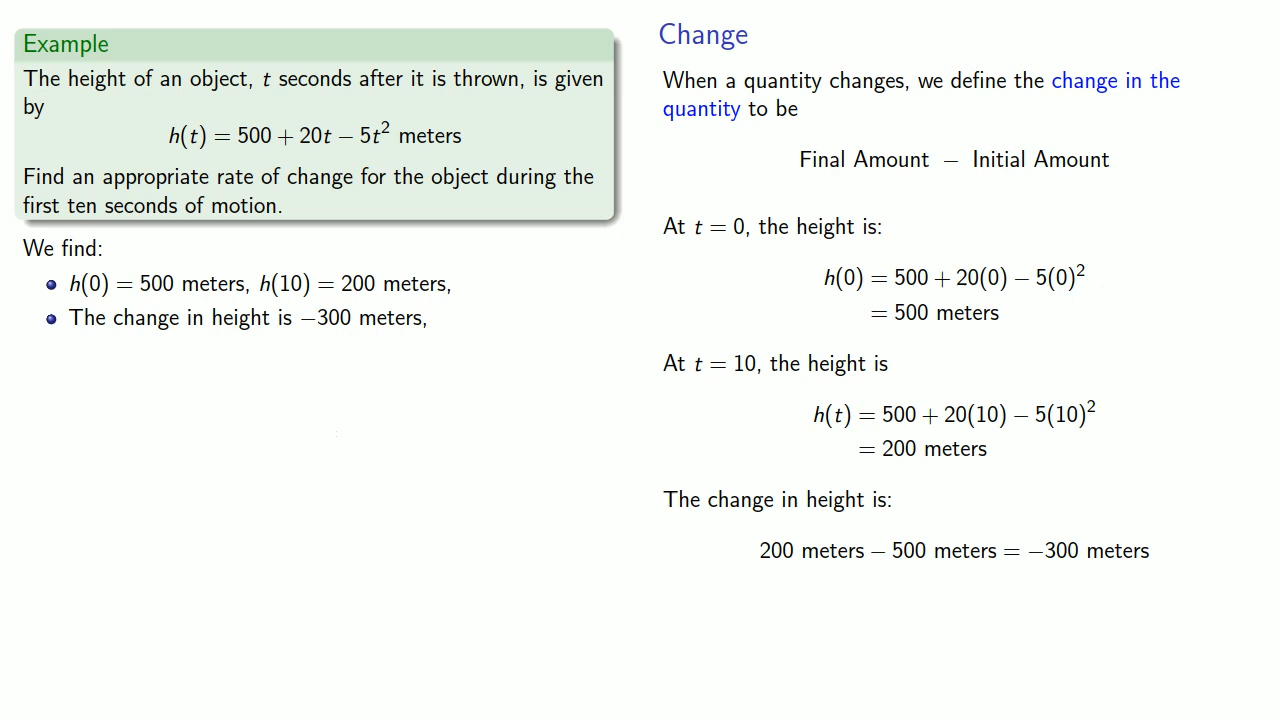 Example
The height of an object, t seconds after it is thrown, is given
by
h(t) = 500 + 20t − 5t² meters
Find an appropriate rate of change for the object during the
first ten seconds of motion.
We find:
h(0) = 500 meters, h(10) = 200 meters,
The change in height is −300 meters,
Change
When a quantity changes, we define the change in the
quantity to be
Final Amount − Initial Amount
At t = 0, the height is:
h(0) = 500 + 20(0) − 5(0)²
= 500 meters
At t = 10, the height is
h(t) = 500 + 20(10) − 5(10)²
= 200 meters
The change in height is:
200 meters − 500 meters = −300 meters